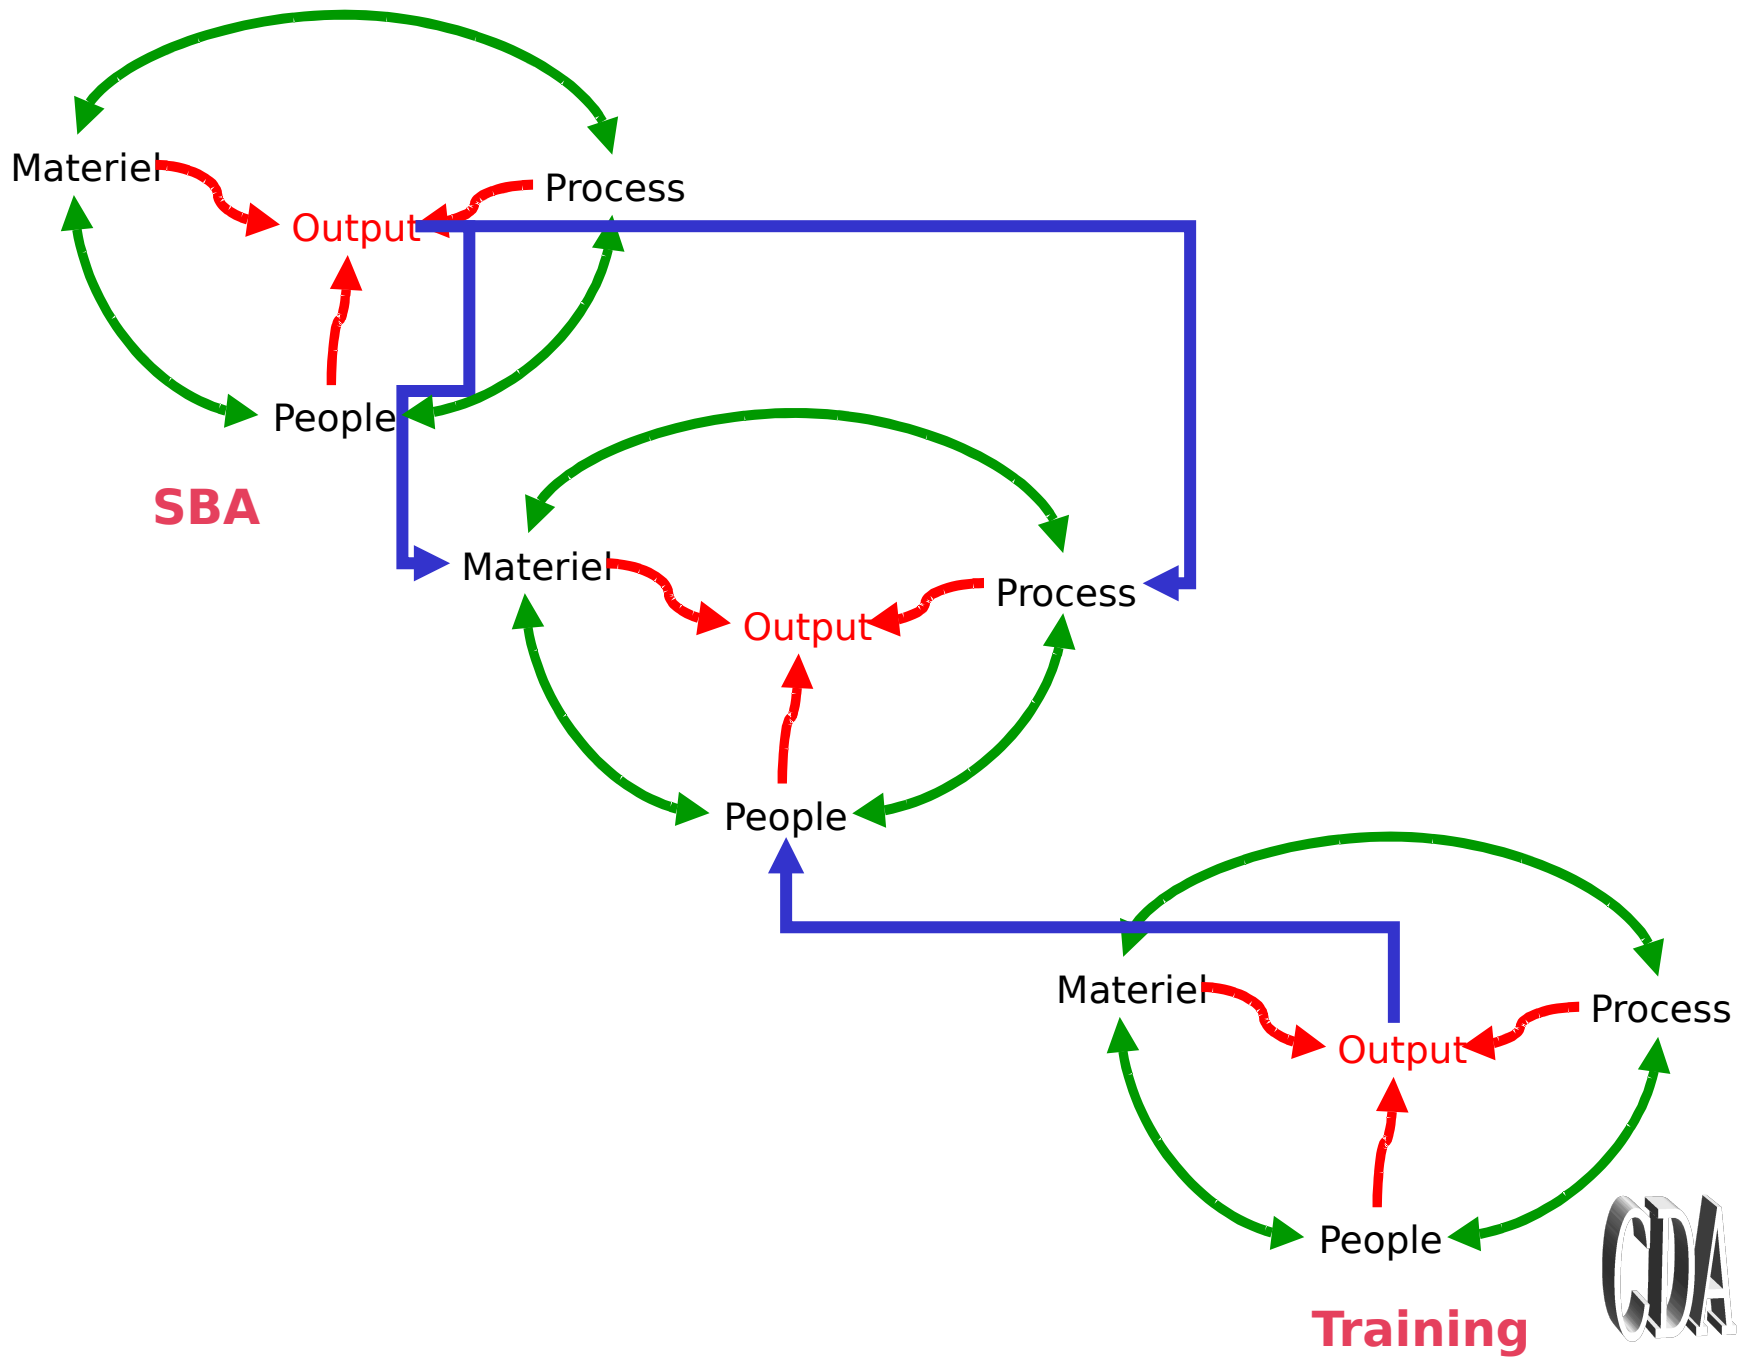 Materiel
Process
Output
People
SBA
Materiel
Process
Output
People
Materiel
Process
Output
People
Training
CDA